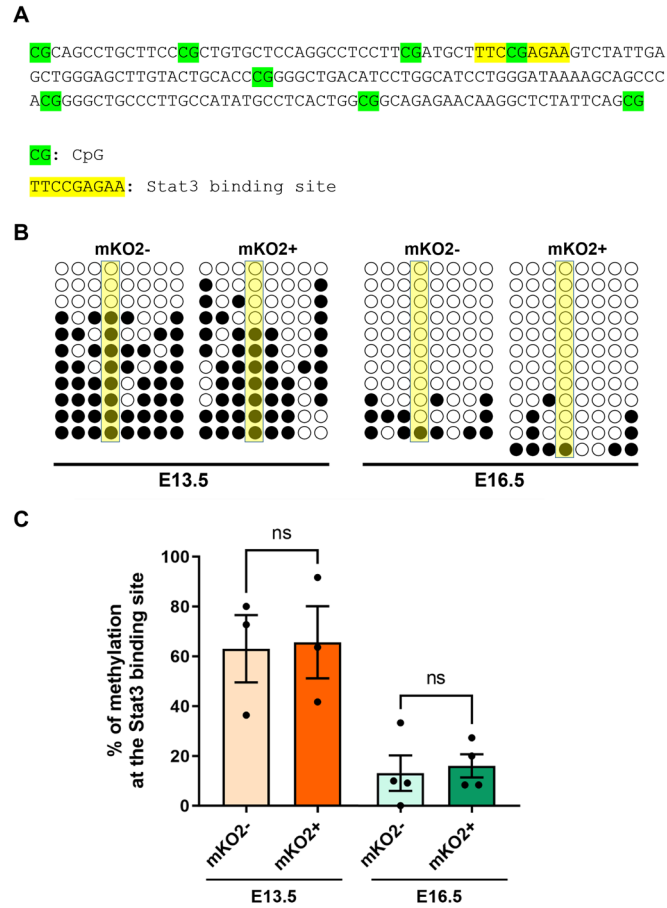 A
CGCAGCCTGCTTCCCGCTGTGCTCCAGGCCTCCTTCGATGCTTTCCGAGAAGTCTATTGA
GCTGGGAGCTTGTACTGCACCCGGGGCTGACATCCTGGCATCCTGGGATAAAAGCAGCCC
ACGGGGCTGCCCTTGCCATATGCCTCACTGGCGGCAGAGAACAAGGCTCTATTCAGCG
CG: CpG
TTCCGAGAA: Stat3 binding site
B
mKO2- mKO2+ mKO2- mKO2+
E13.5 E16.5
C
% of methylation
at the Stat3 binding site
100
80
60
40
20
0
ns
ns
mKO2- mKO2+ mKO2- mKO2+
E13.5 E16.5